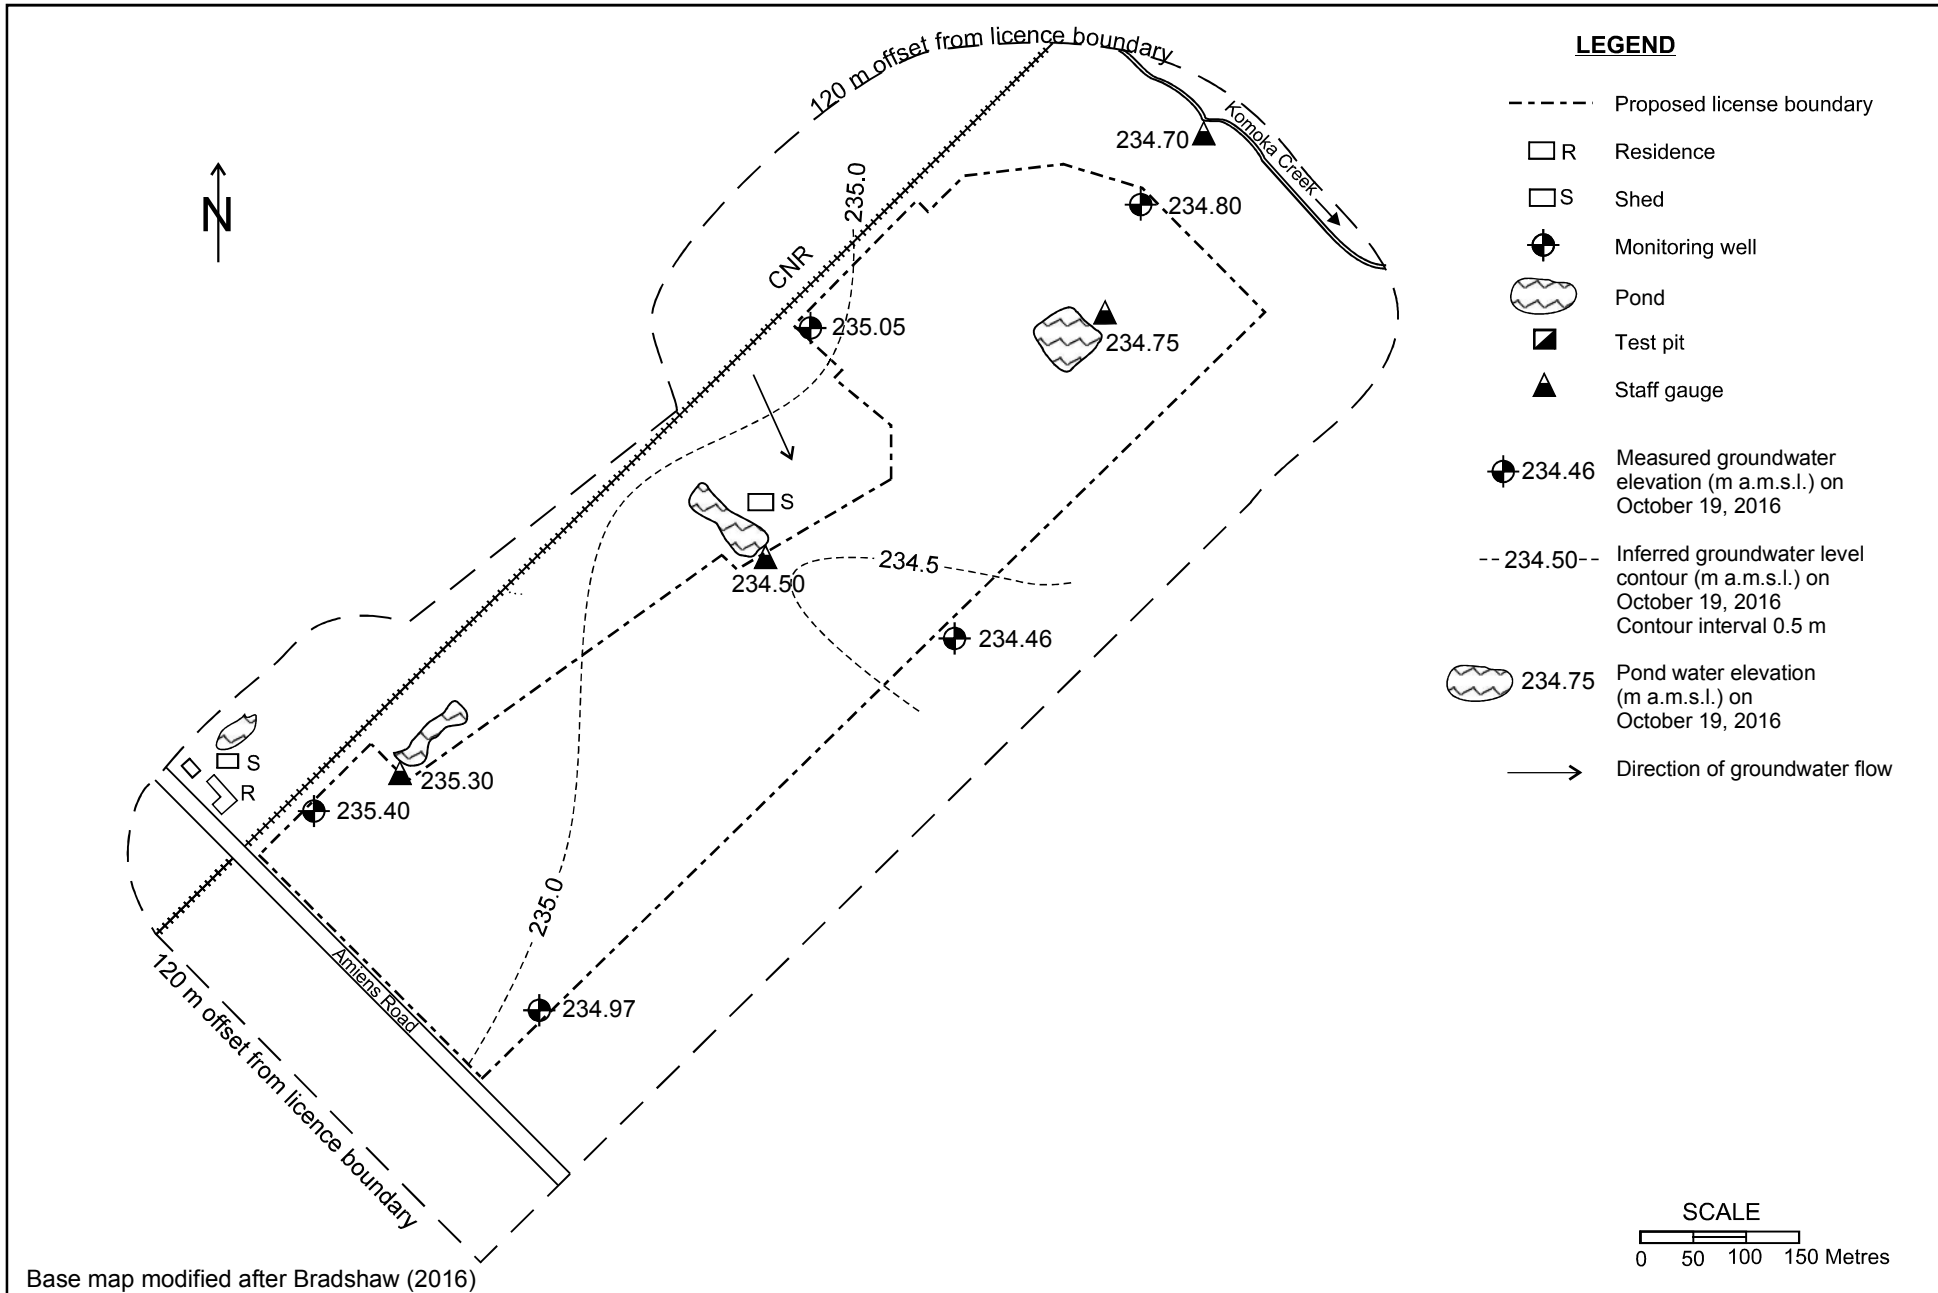 120 m offset from licence boundary
LEGEND
Proposed license boundary
R Residence
S Shed
Monitoring well
Pond
Test pit
Staff gauge
234.46 Measured groundwater
elevation (m a.m.s.l.) on
October 19, 2016
234.50 Inferred groundwater level
contour (m a.m.s.l.) on
October 19, 2016
Contour interval 0.5 m
234.75 Pond water elevation
(m a.m.s.l.) on
October 19, 2016
Direction of groundwater flow
N
Komoka Creek
234.70
235.0
234.80
CNR
235.05
234.75
S
234.5
234.50
234.46
S
R
235.30
235.40
235.0
Amiens Road
234.97
120 m offset from licence boundary
SCALE
0 50 100 150 Metres
Base map modified after Bradshaw (2016)